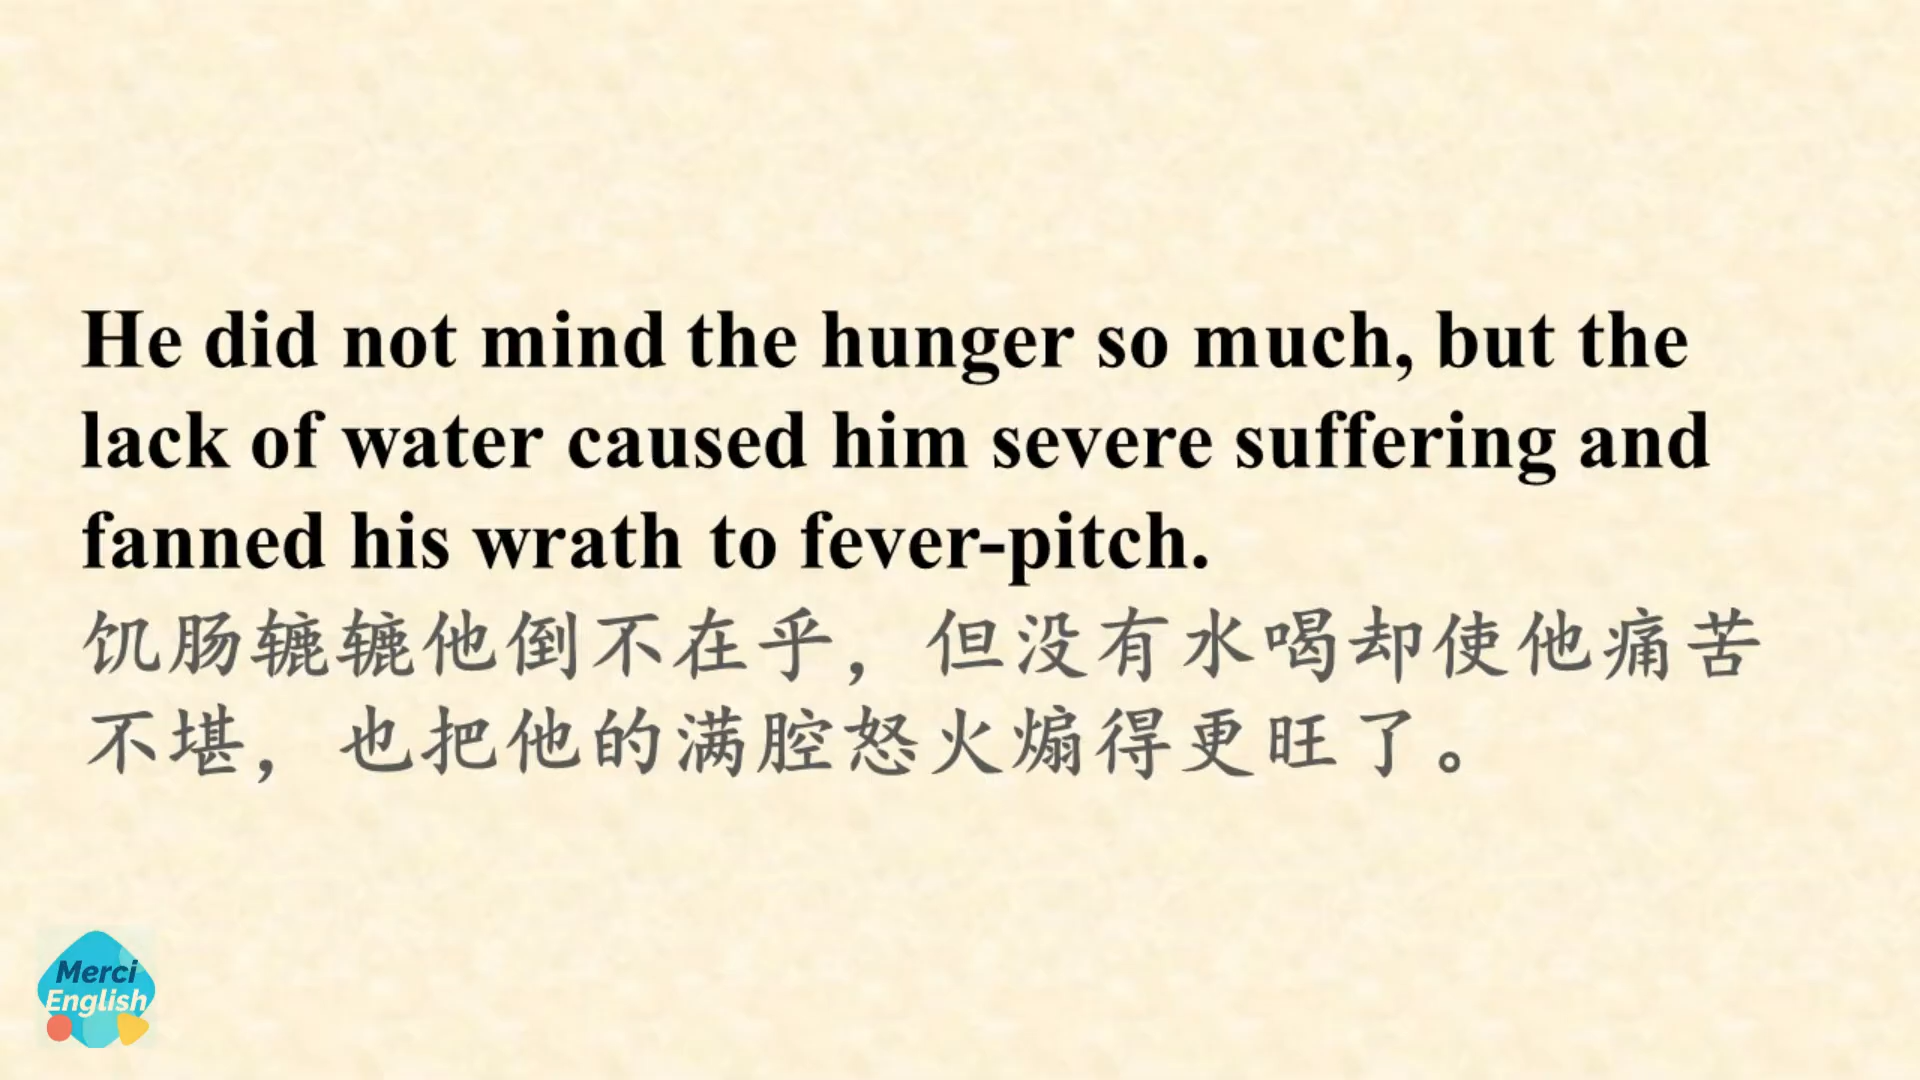 He did not mind the hunger so much, but the
lack of water caused him severe suffering and
fanned his wrath to fever-pitch.
饥肠辘辘他倒不在乎，但没有水喝却使他痛苦
不堪，也把他的满腔怒火煽得更旺了。
Merci
English